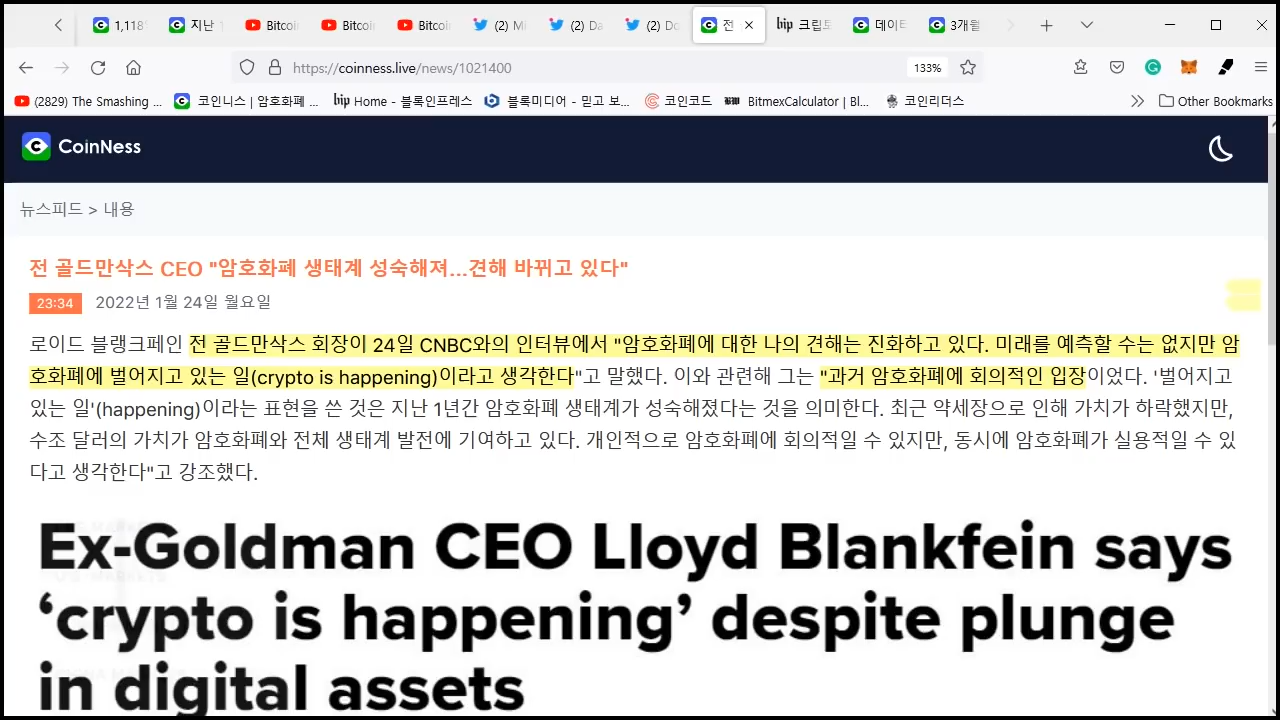 1,118
지난
Bitcoi
Bitcoi
Bitcoi
(2) M
(2) Da
(2) Do
전
bip 크립토
데이터
3개월
https://coinness.live/news/1021400
133%
(2829) The Smashing ...
코인니스 | 암호화폐 ...
bip Home - 블록인프레스
블록미디어 - 믿고 보...
코인코드
BitmexCalculator | Bl...
코인리더스
Other Bookmarks
CoinNess
뉴스피드 > 내용
전 골드만삭스 CEO "암호화폐 생태계 성숙해져...견해 바뀌고 있다"
23:34 2022년 1월 24일 월요일
로이드 블랭크페인 전 골드만삭스 회장이 24일 CNBC와의 인터뷰에서 "암호화폐에 대한 나의 견해는 진화하고 있다. 미래를 예측할 수는 없지만 암
호화폐에 벌어지고 있는 일(crypto is happening)이라고 생각한다"고 말했다. 이와 관련해 그는 "과거 암호화폐에 회의적인 입장이었다. '벌어지고
있는 일'(happening)이라는 표현을 쓴 것은 지난 1년간 암호화폐 생태계가 성숙해졌다는 것을 의미한다. 최근 약세장으로 인해 가치가 하락했지만,
수조 달러의 가치가 암호화폐와 전체 생태계 발전에 기여하고 있다. 개인적으로 암호화폐에 회의적일 수 있지만, 동시에 암호화폐가 실용적일 수 있
다고 생각한다"고 강조했다.
Ex-Goldman CEO Lloyd Blankfein says
‘crypto is happening’ despite plunge
in digital assets